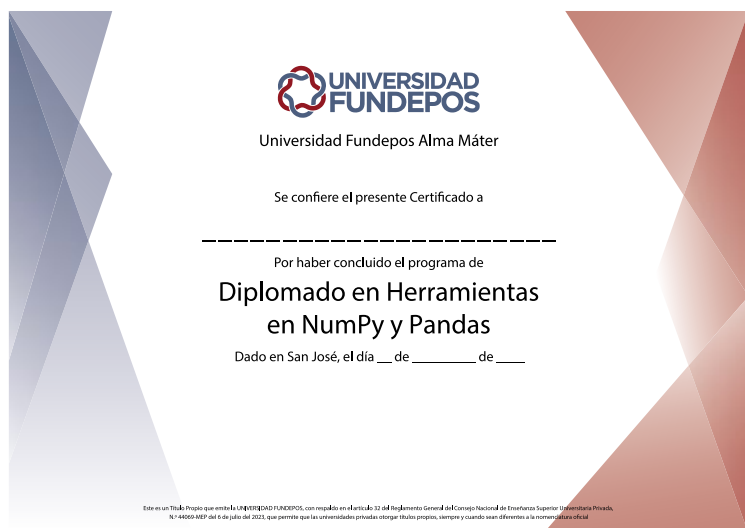 UNIVERSIDAD
FUNDEPOS
Universidad Fundepos Alma Máter
Se confiere el presente Certificado a
______________________
Por haber concluido el programa de
Diplomado en Herramientas
en NumPy y Pandas
Dado en San José, el día __ de ________ de ____
Este es un Título Propio que emite la UNIVERSIDAD FUNDEPOS, con respaldo en el artículo 32 del Reglamento General del Consejo Nacional de Enseñanza Superior Universitaria Privada,
N.º 44069-MEP del 6 de julio del 2023, que permite que las universidades privadas otorgar títulos propios, siempre y cuando sean diferentes a la nomenclatura oficial